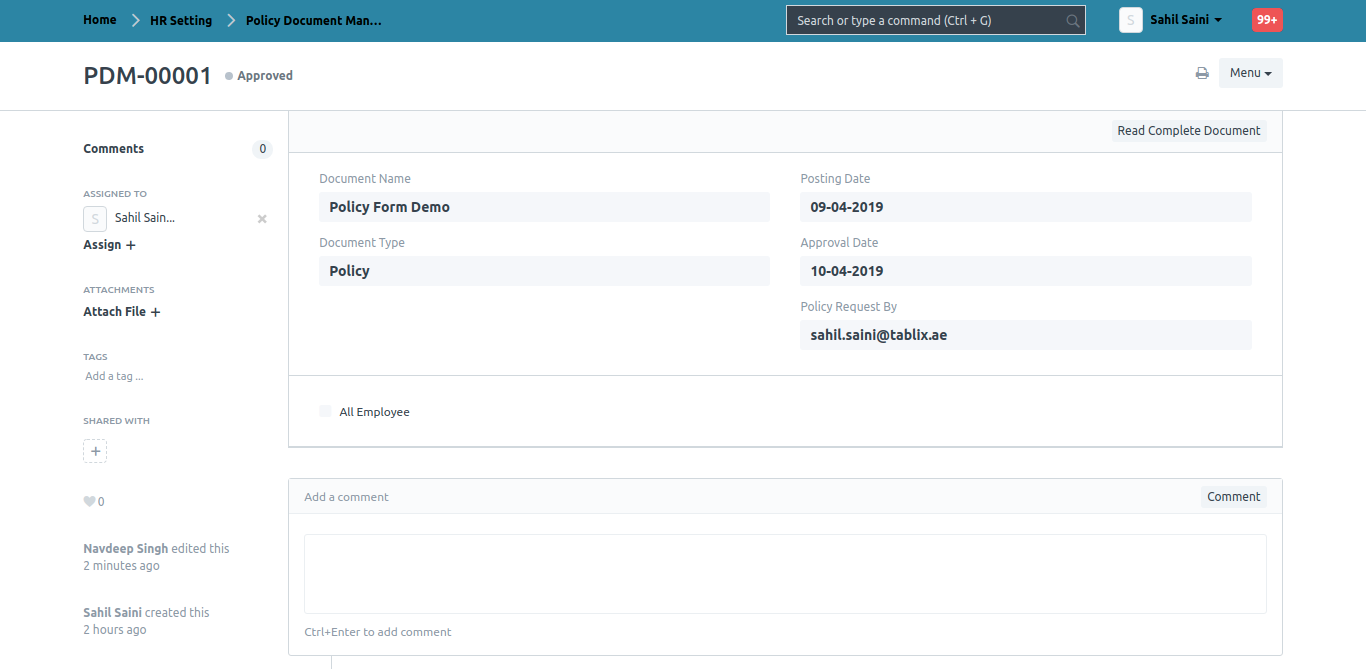 Home HR Setting Policy Document Man...
Search or type a command (Ctrl + G)
S Sahil Saini
99+
PDM-00001 Approved
Menu
Comments 0
ASSIGNED TO
S Sahil Sain...
Assign +
ATTACHMENTS
Attach File +
TAGS
Add a tag ...
SHARED WITH
+
0
Navdeep Singh edited this
2 minutes ago
Sahil Saini created this
2 hours ago
Read Complete Document
Document Name
Policy Form Demo
Document Type
Policy
Posting Date
09-04-2019
Approval Date
10-04-2019
Policy Request By
sahil.saini@tablix.ae
All Employee
Add a comment
Comment
Ctrl+Enter to add comment